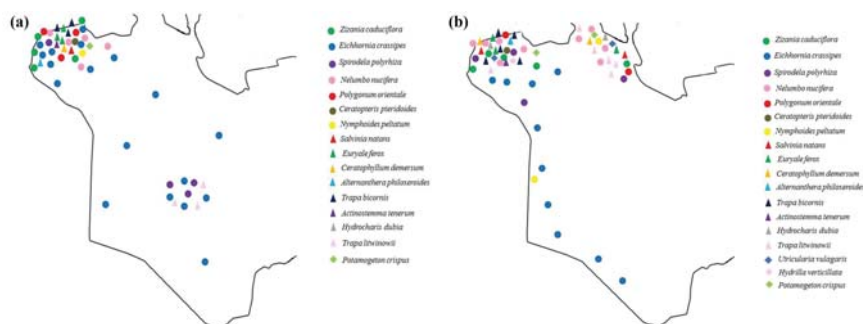 (a)
Zizania caduciflora
Eichhornia crassipes
Spirodela polyrhiza
Nelumbo nucifera
Polygonum orientale
Ceratopteris pteridoides
Nymphoides peltatum
Salvinia natans
Euryale ferox
Ceratophyllum demersum
Alternanthera philoxeroides
Trapa bicornis
Actinostemma tenerum
Hydrocharis dubia
Trapa litwinowii
Potamogeton crispus
(b)
Zizania caduciflora
Eichhornia crassipes
Spirodela polyrhiza
Nelumbo nucifera
Polygonum orientale
Ceratopteris pteridoides
Nymphoides peltatum
Salvinia natans
Euryale ferox
Ceratophyllum demersum
Alternanthera philoxeroides
Trapa bicornis
Actinostemma tenerum
Hydrocharis dubia
Trapa litwinowii
Utricularia vulagaris
Hydrilla verticillata
Potamogeton crispus